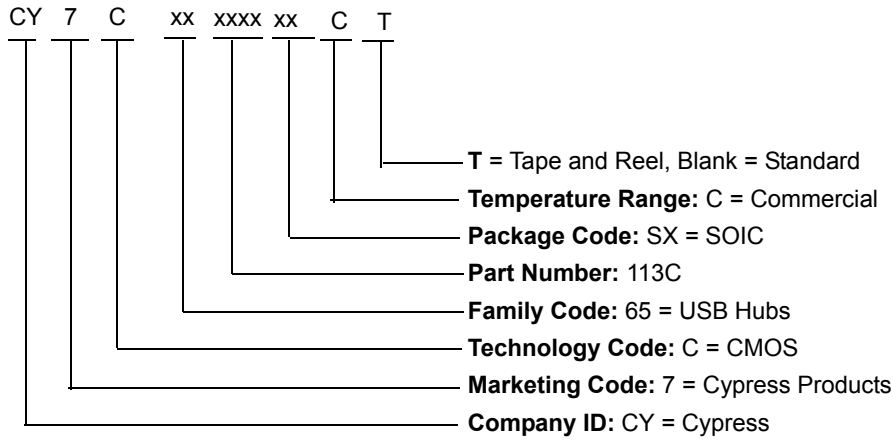 CY 7 C xx xxxx xx C T
T = Tape and Reel, Blank = Standard
Temperature Range: C = Commercial
Package Code: SX = SOIC
Part Number: 113C
Family Code: 65 = USB Hubs
Technology Code: C = CMOS
Marketing Code: 7 = Cypress Products
Company ID: CY = Cypress